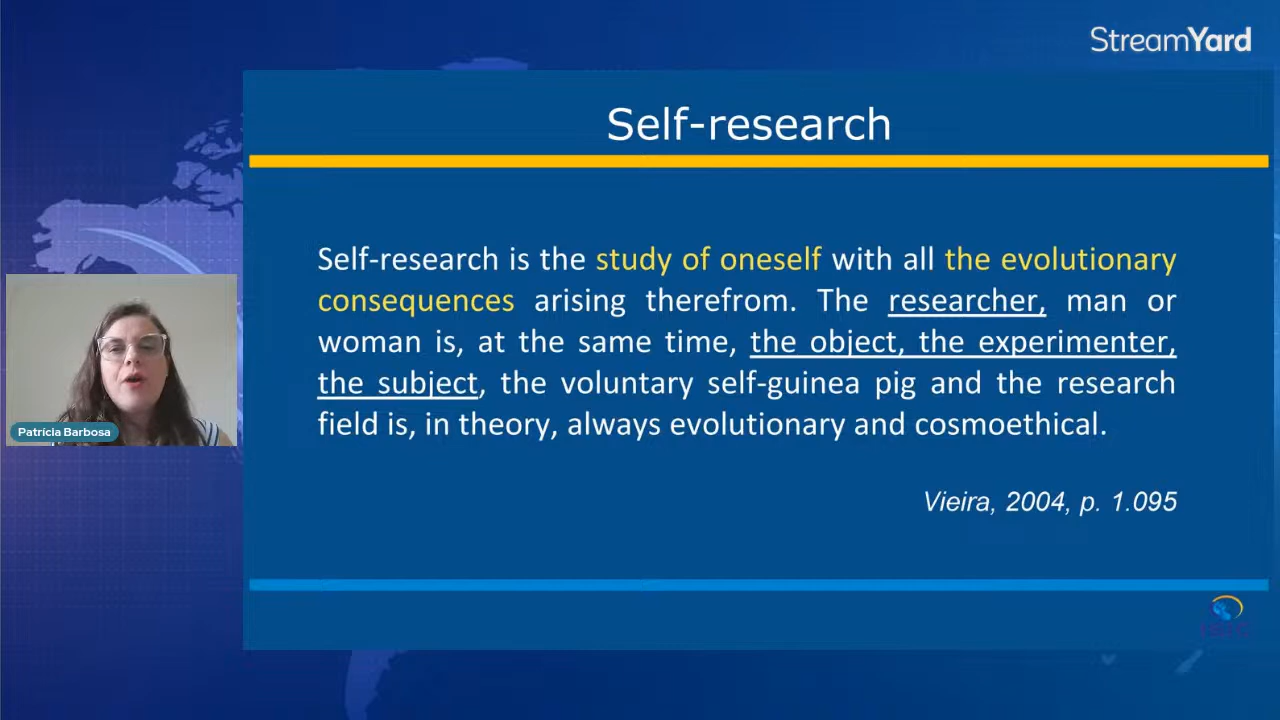 StreamYard
Self-research
Self-research is the study of oneself with all the evolutionary
consequences arising therefrom. The researcher, man or
woman is, at the same time, the object, the experimenter,
the subject, the voluntary self-guinea pig and the research
field is, in theory, always evolutionary and cosmoethical.
Patrícia Barbosa
Vieira, 2004, p. 1.095